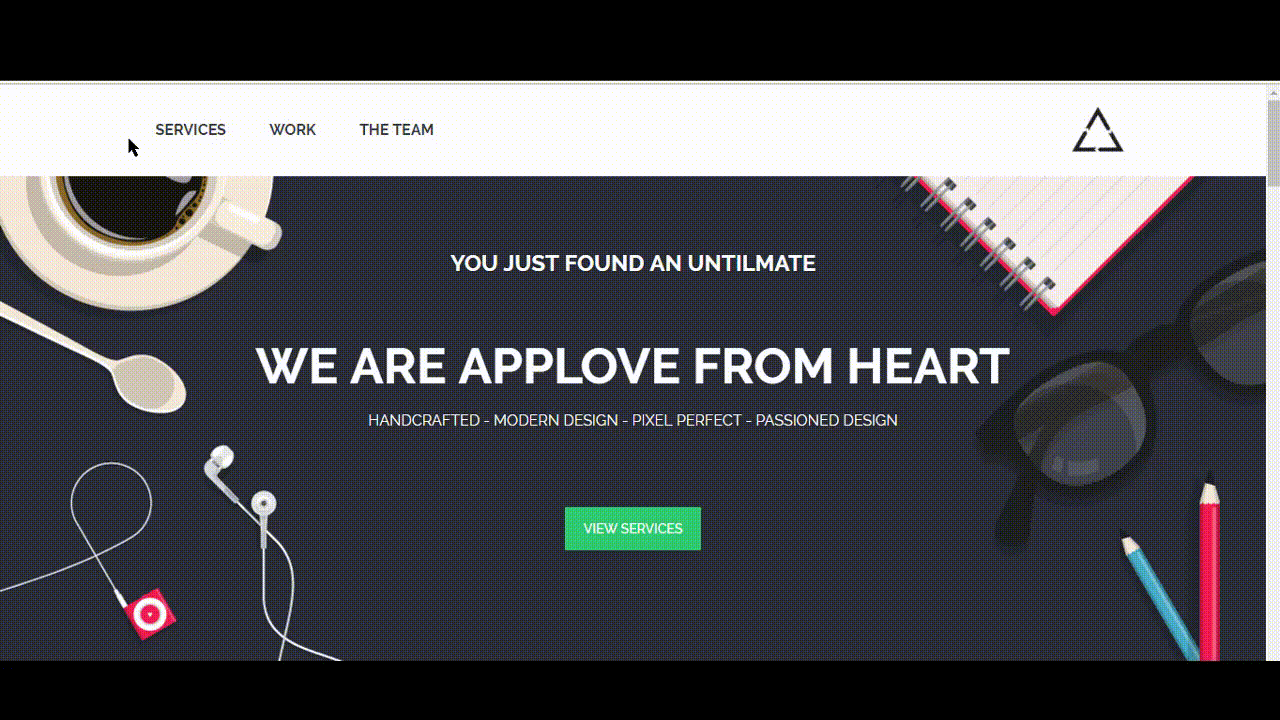 SERVICES WORK THE TEAM
YOU JUST FOUND AN UNTILMATE
WE ARE APPLOVE FROM HEART
HANDCRAFTED - MODERN DESIGN - PIXEL PERFECT - PASSIONED DESIGN
VIEW SERVICES